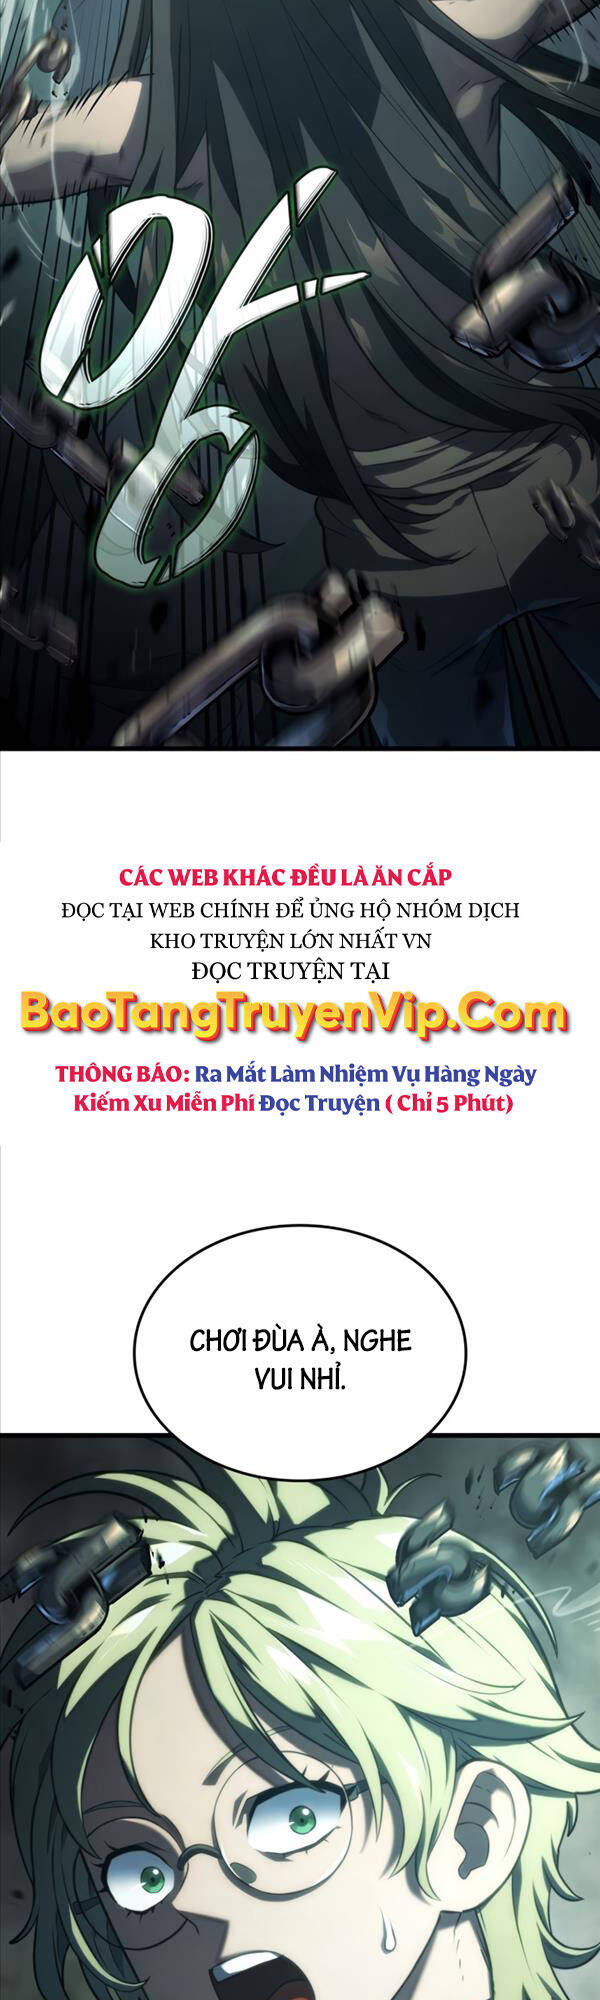 CÁC WEB KHÁC ĐỀU LÀ ĂN CẮP
ĐỌC TẠI WEB CHÍNH ĐỂ ỦNG HỘ NHÓM DỊCH
KHO TRUYỆN LỚN NHẤT VN
ĐỌC TRUYỆN TẠI
BaoTangTruyenVip.Com
THÔNG BÁO: Ra Mắt Làm Nhiệm Vụ Hàng Ngày
Kiếm Xu Miễn Phí Đọc Truyện ( Chỉ 5 Phút)
CHƠI ĐÙA À, NGHE
VUI NHỈ.